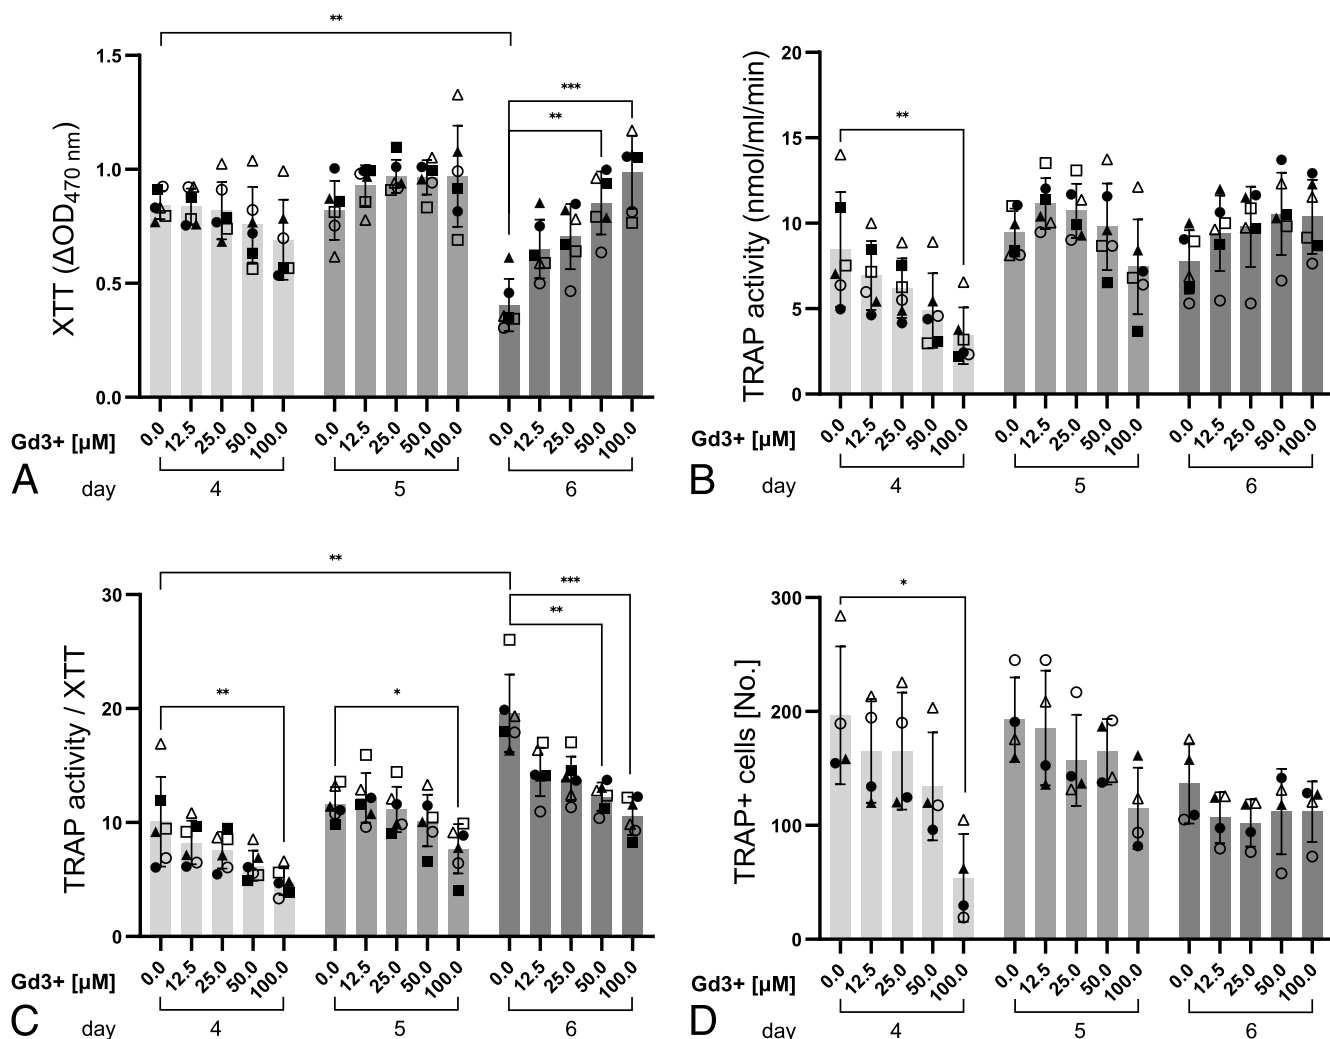 **
1.5
1.0
0.5
0.0
XTT (ΔOD470 nm)
***
**
Gd3+ [µM]
0.0 12.5 25.0 50.0 100.0 0.0 12.5 25.0 50.0 100.0 0.0 12.5 25.0 50.0 100.0
A day 4 5 6
20
15
10
5
0
TRAP activity (nmol/ml/min)
**
Gd3+ [µM]
0.0 12.5 25.0 50.0 100.0 0.0 12.5 25.0 50.0 100.0 0.0 12.5 25.0 50.0 100.0
B day 4 5 6
**
30
20
10
0
TRAP activity / XTT
***
**
**
*
Gd3+ [µM]
0.0 12.5 25.0 50.0 100.0 0.0 12.5 25.0 50.0 100.0 0.0 12.5 25.0 50.0 100.0
C day 4 5 6
300
200
100
0
TRAP+ cells [No.]
*
Gd3+ [µM]
0.0 12.5 25.0 50.0 100.0 0.0 12.5 25.0 50.0 100.0 0.0 12.5 25.0 50.0 100.0
D day 4 5 6